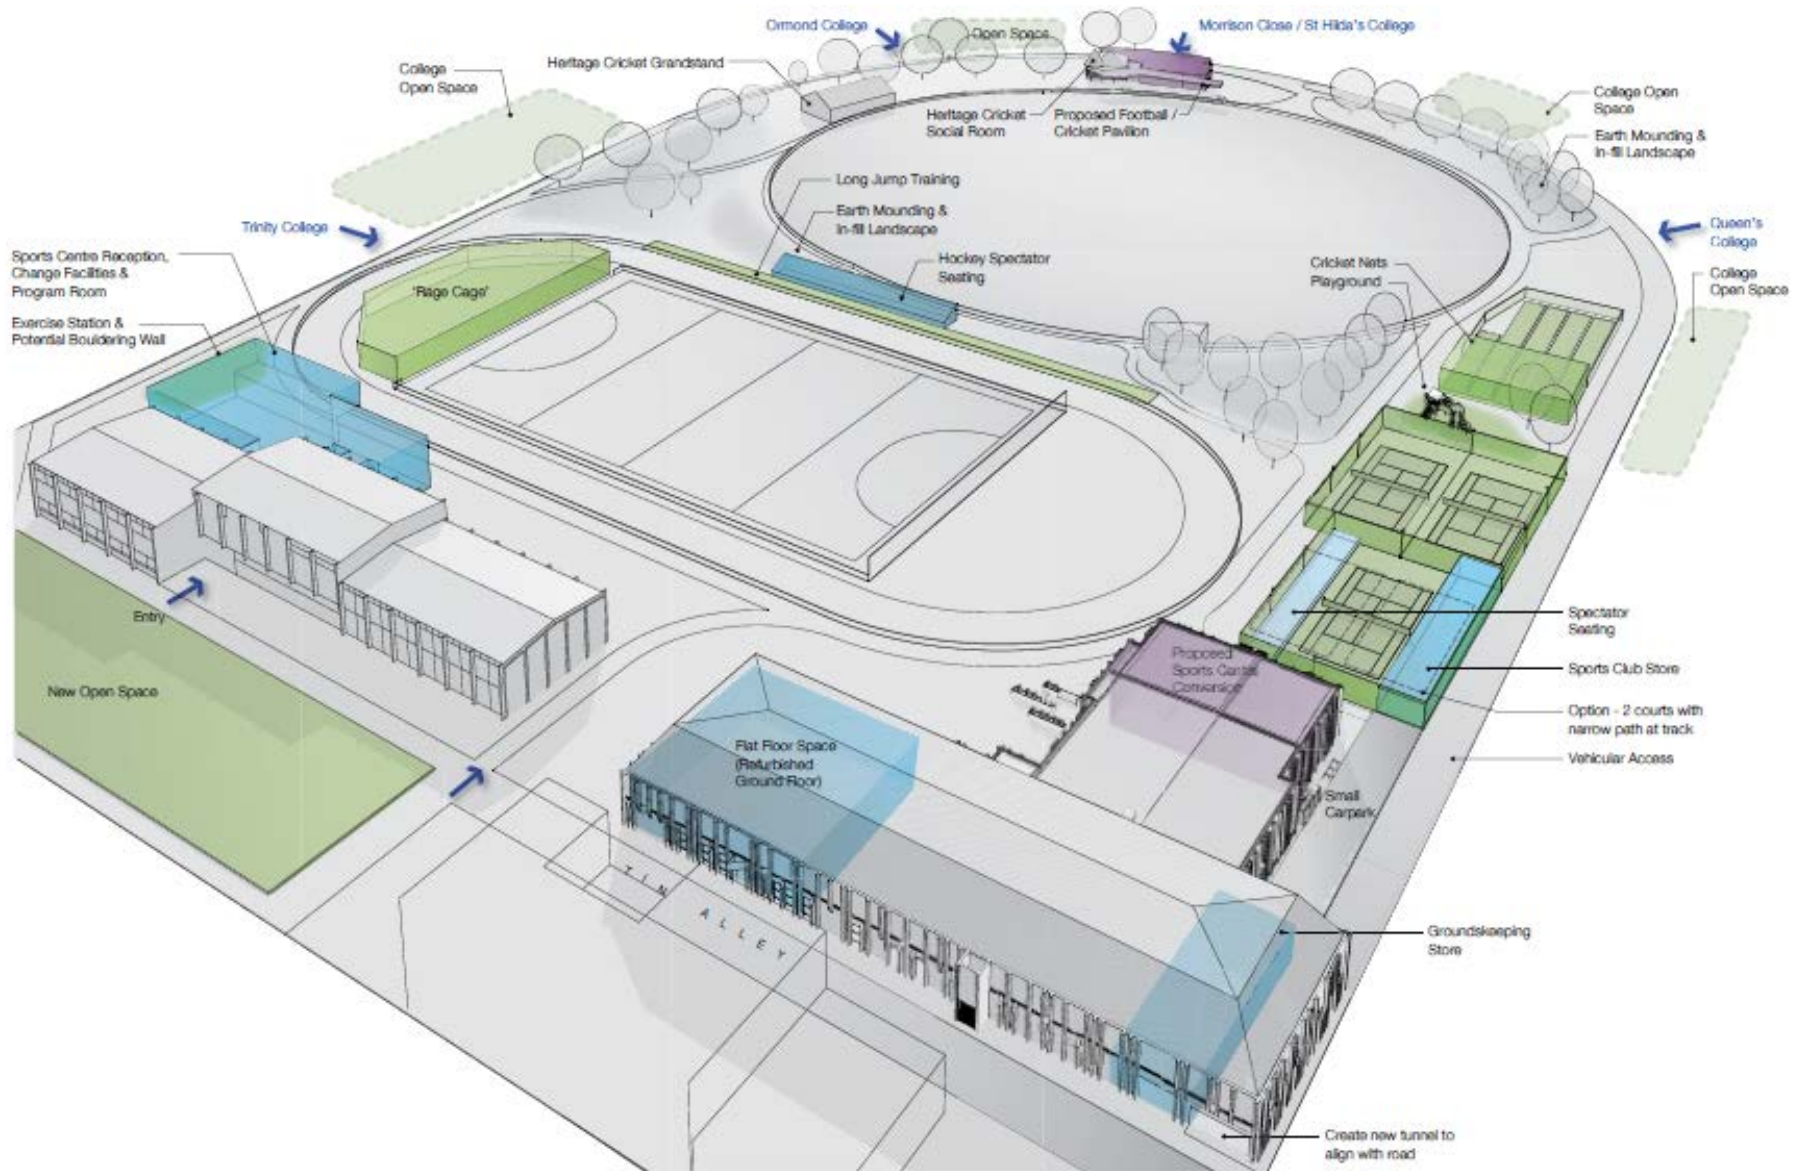 Ormond College
Open Space
Morrison Close / St Hilda's College
Heritage Cricket Grandstand
College
Open Space
College Open
Space
Heritage Cricket
Social Room
Proposed Football /
Cricket Pavilion
Earth Mounding &
In-fill Landscape
Long Jump Training
Earth Mounding &
In-fill Landscape
Trinity College
Queen's
College
Sports Centre Reception,
Change Facilities &
Program Room
Hockey Spectator
Seating
Cricket Nets
Playground
College
Open Space
'Rage Cage'
Exercise Station &
Potential Bouldering Wall
Entry
Spectator
Seating
Proposed
Sports Centre
Conversion
Sports Club Store
New Open Space
Option - 2 courts with
narrow path at track
Flat Floor Space
(Refurbished
Ground Floor)
Vehicular Access
Small
Carpark
TIN ALLEY
Groundskeeping
Store
Create new tunnel to
align with road